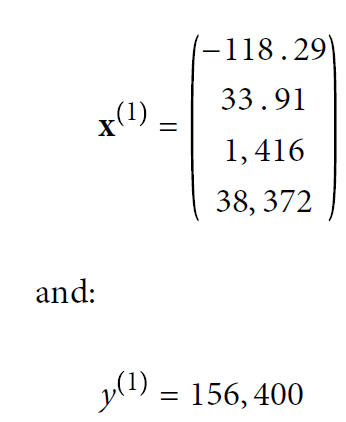 x(1) = (−118.29
33.91
1,416
38,372)
and:
y(1) = 156,400